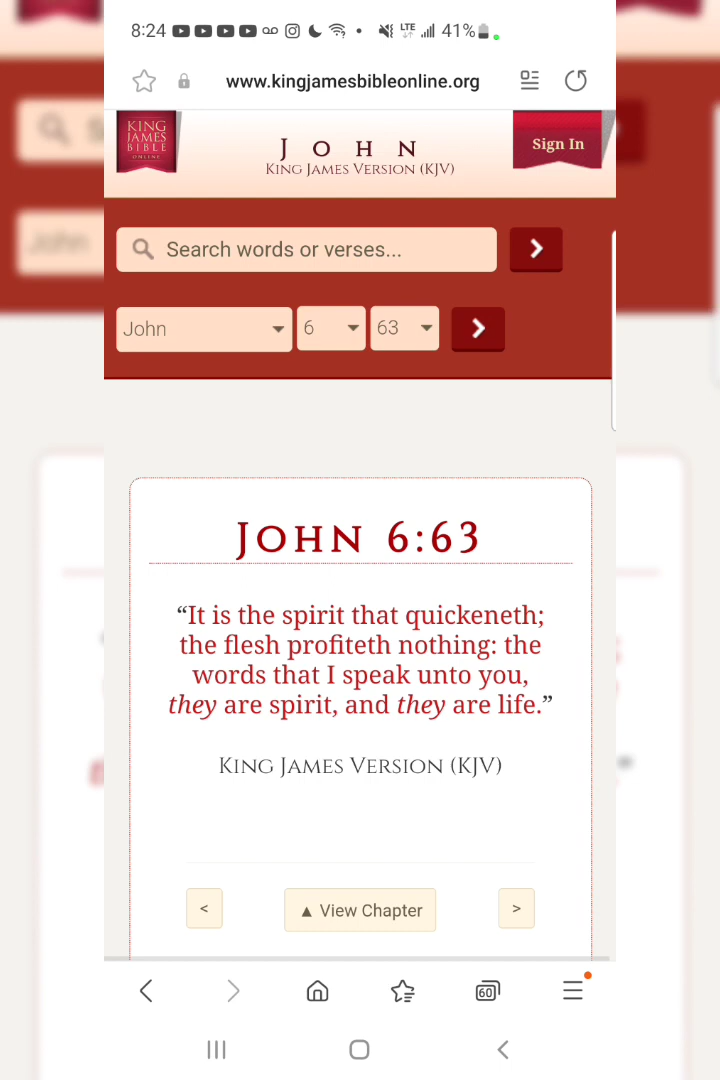 8:24 LTE 41%
www.kingjamesbibleonline.org
KING
JAMES
BIBLE
ONLINE
John
King James Version (KJV)
Sign In
Search words or verses...
John 6 63
John 6:63
“It is the spirit that quickeneth;
the flesh profiteth nothing: the
words that I speak unto you,
they are spirit, and they are life.”
King James Version (KJV)
< ▲ View Chapter >
60